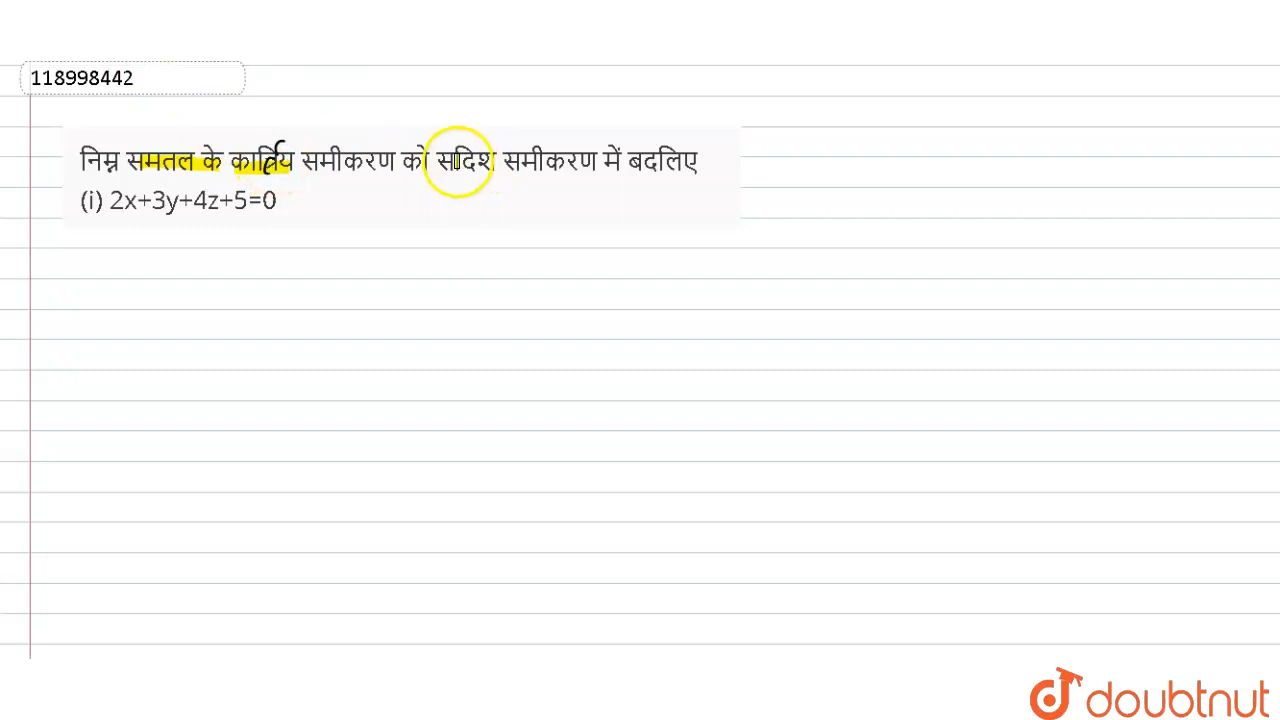 118998442
निम्न समतल के कार्तिय समीकरण को सदिश समीकरण में बदलिए
(i) 2x+3y+4z+5=0
doubtnut